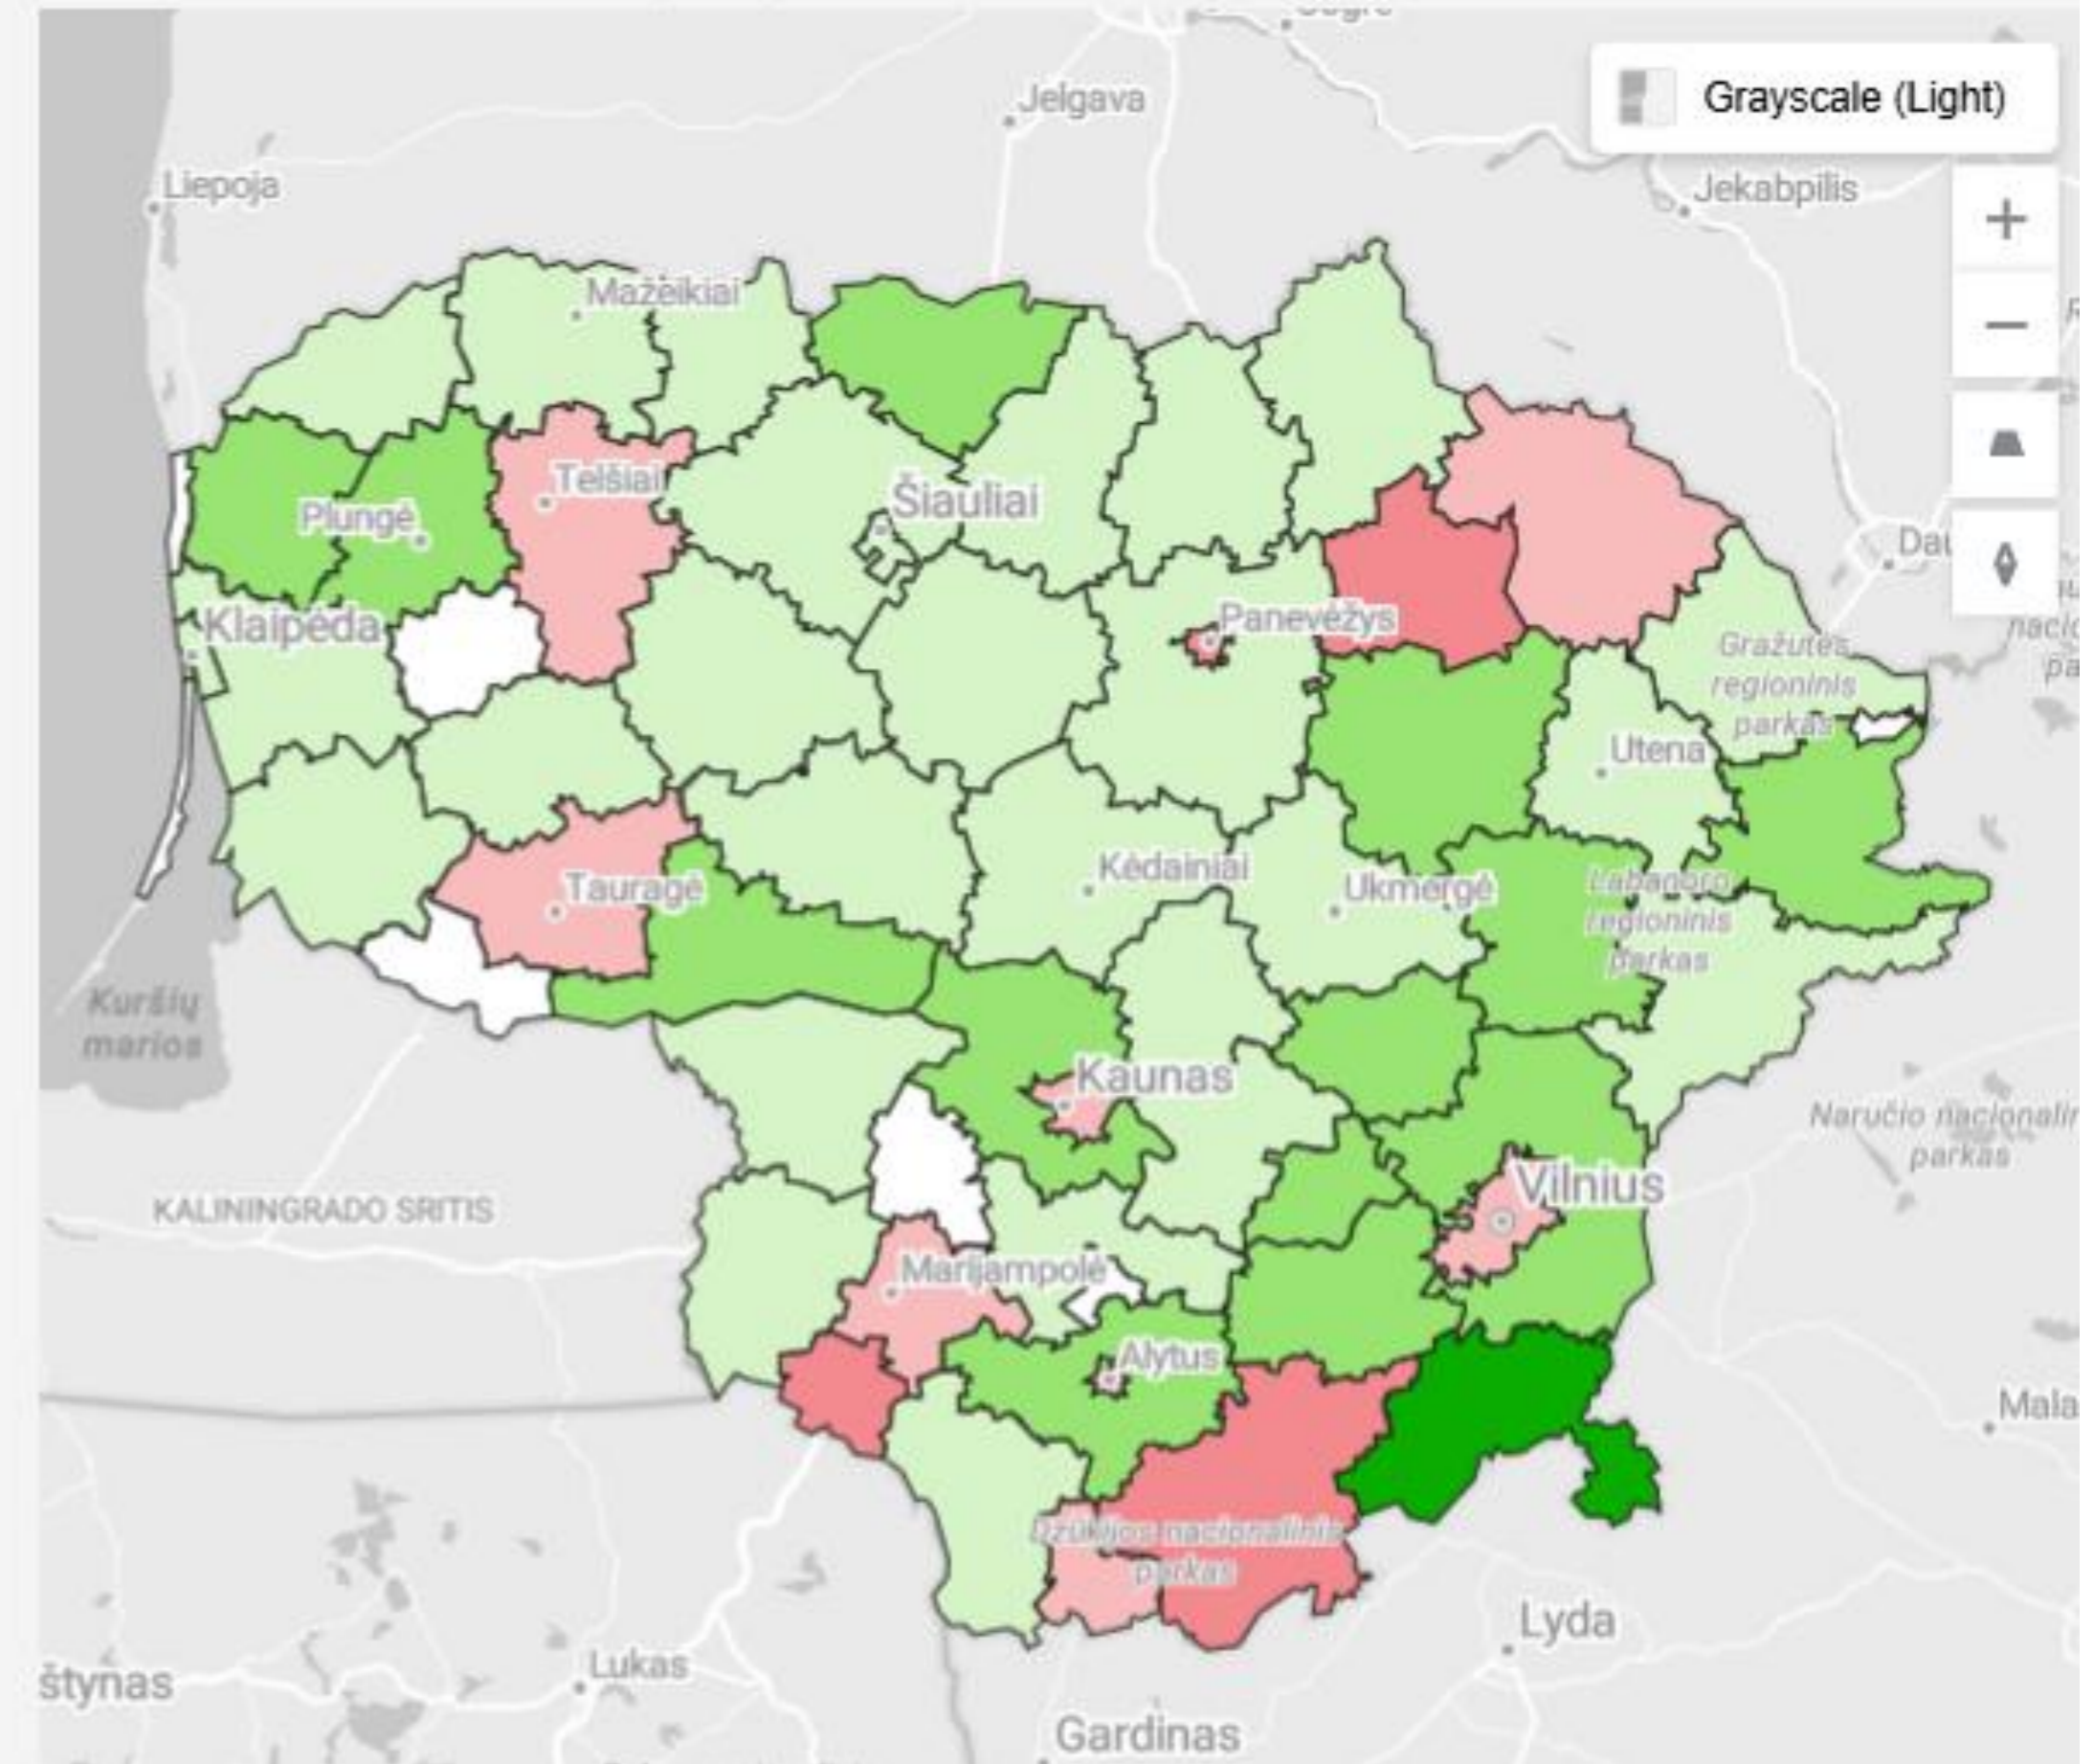 Grayscale (Light)
Jelgava
Liepoja
Jekabpilis
Mažeikiai
Telšiai
Šiauliai
Plungė
Klaipėda
Panevėžys
Gražutės
regioninis
parkas
Utena
Kėdainiai
Ukmergė
Tauragė
Labanoro
regioninis
parkas
Kuršių
marios
Kaunas
Naručio nacionalin
parkas
Vilnius
KALININGRADO SRITIS
Marijampolė
Alytus
Dzūkijos nacionalinis
parkas
Lyda
Lukas
štynas
Gardinas